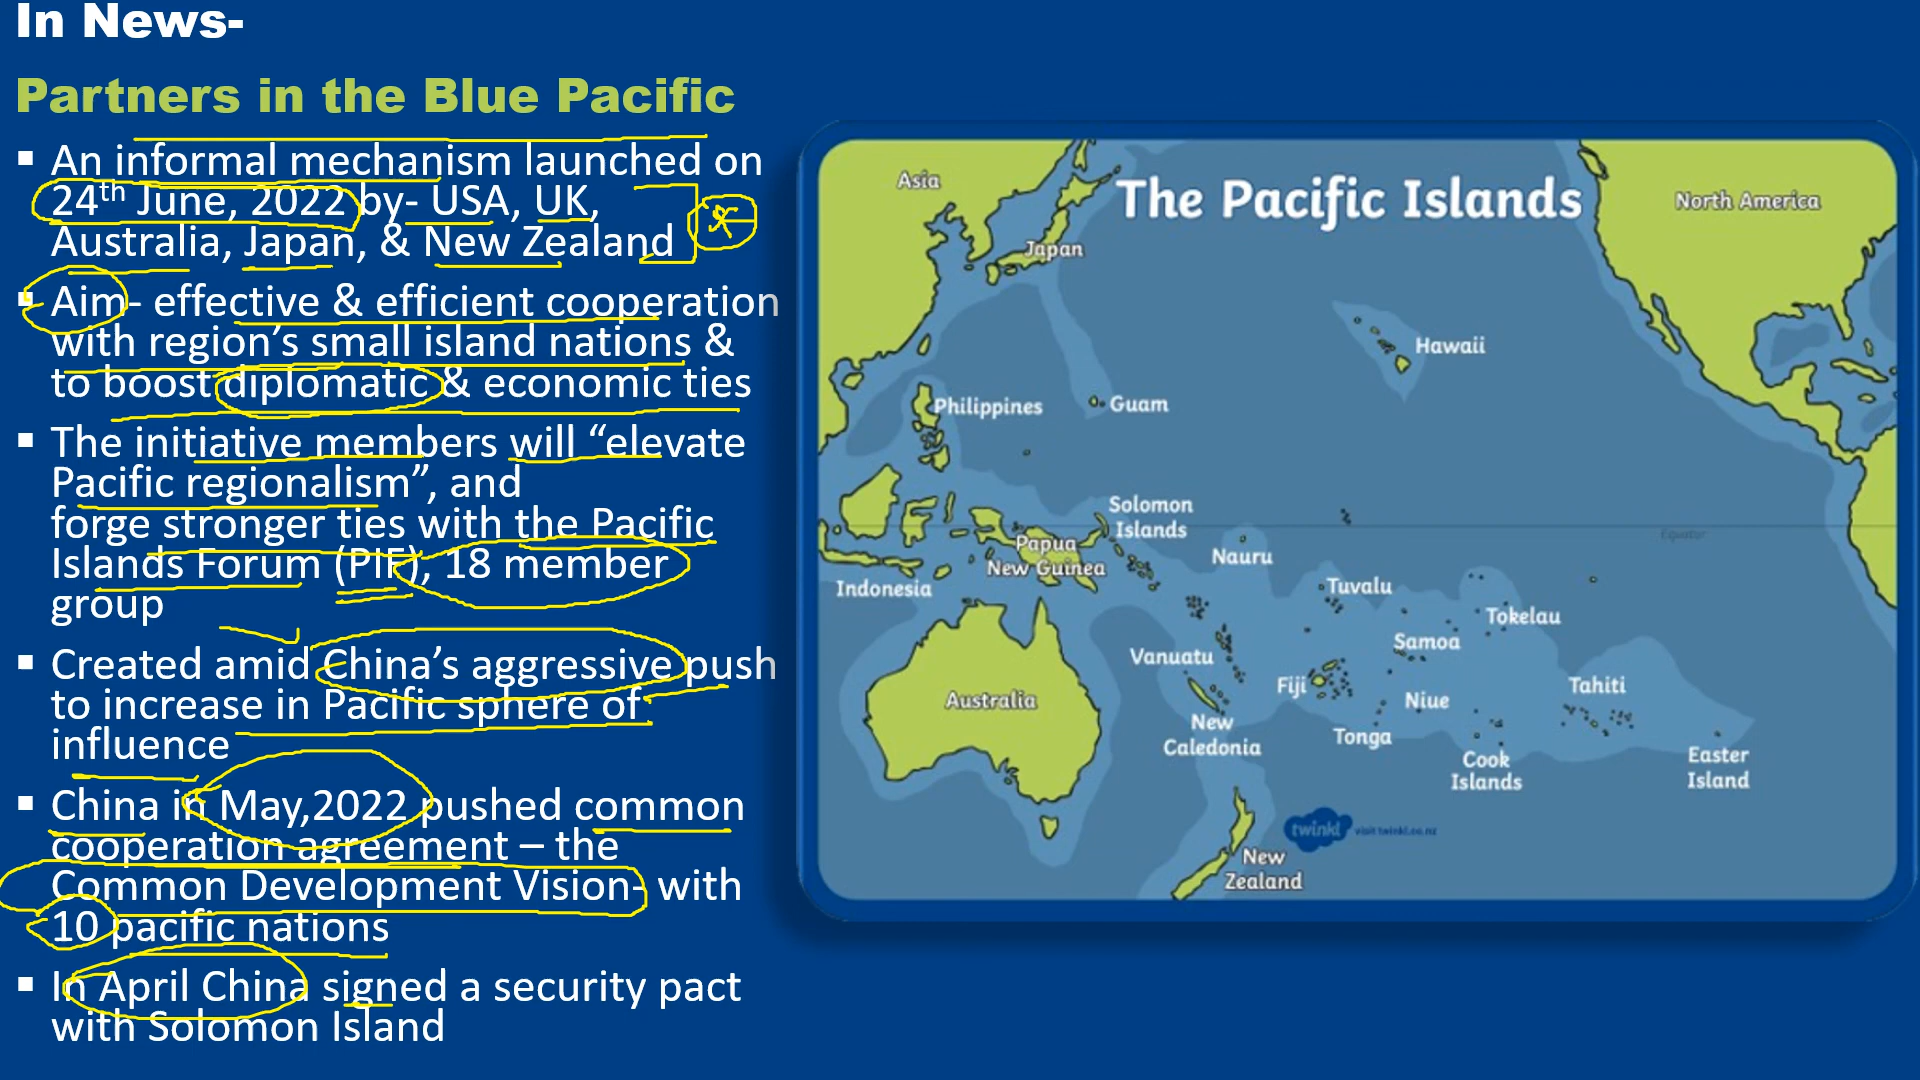 In News-
Partners in the Blue Pacific
▪ An informal mechanism launched on
24th June, 2022 by- USA, UK,
Australia, Japan, & New Zealand
▪ Aim- effective & efficient cooperation
with region’s small island nations &
to boost diplomatic & economic ties
▪ The initiative members will “elevate
Pacific regionalism”, and
forge stronger ties with the Pacific
Islands Forum (PIF), 18 member
group
▪ Created amid China’s aggressive push
to increase in Pacific sphere of
influence
▪ China in May,2022 pushed common
cooperation agreement – the
Common Development Vision- with
10 pacific nations
▪ In April China signed a security pact
with Solomon Island
The Pacific Islands
Asia
North America
Japan
Hawaii
Philippines
Guam
Solomon
Islands
Equator
Papua
New Guinea
Nauru
Indonesia
Tuvalu
Tokelau
Samoa
Vanuatu
Fiji
Tahiti
Niue
Australia
New
Caledonia
Tonga
Cook
Islands
Easter
Island
twinkl visit twinkl.co.nz
New
Zealand